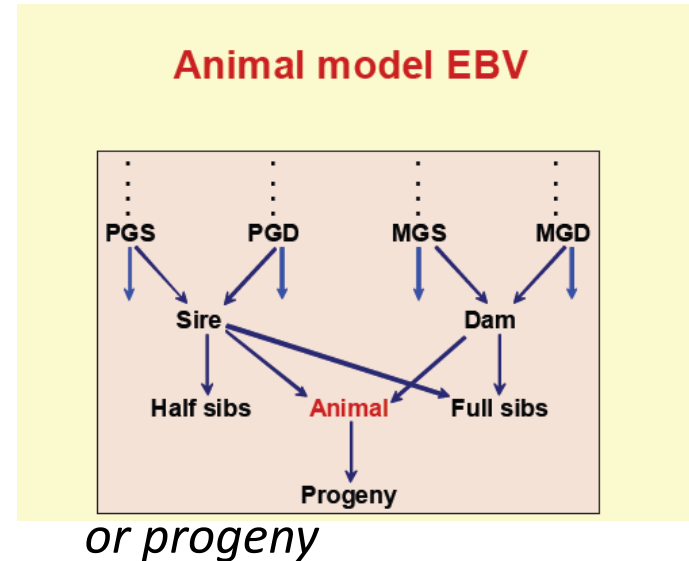 Animal model EBV
PGS PGD MGS MGD
Sire Dam
Half sibs Animal Full sibs
Progeny
or progeny